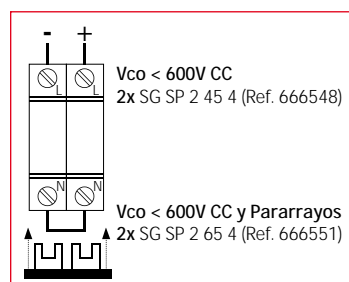 - +
L L
Vco < 600V CC
2x SG SP 2 45 4 (Ref. 666548)
N N
Vco < 600V CC y Pararrayos
2x SG SP 2 65 4 (Ref. 666551)